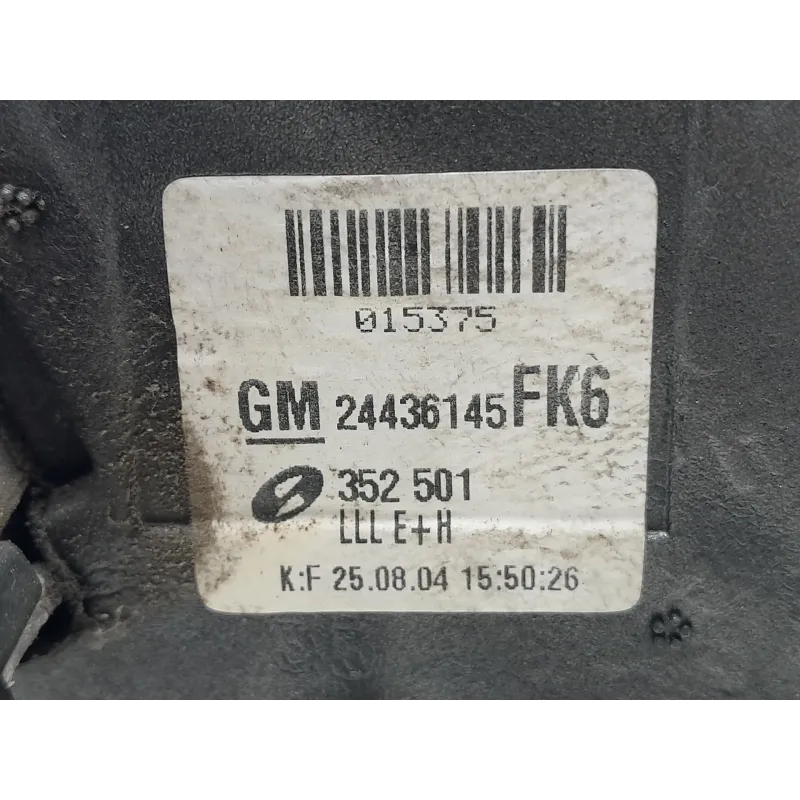 015375
GM 24436145 FK6
352 501
LLL E+H
K:F 25.08.04 15:50:26